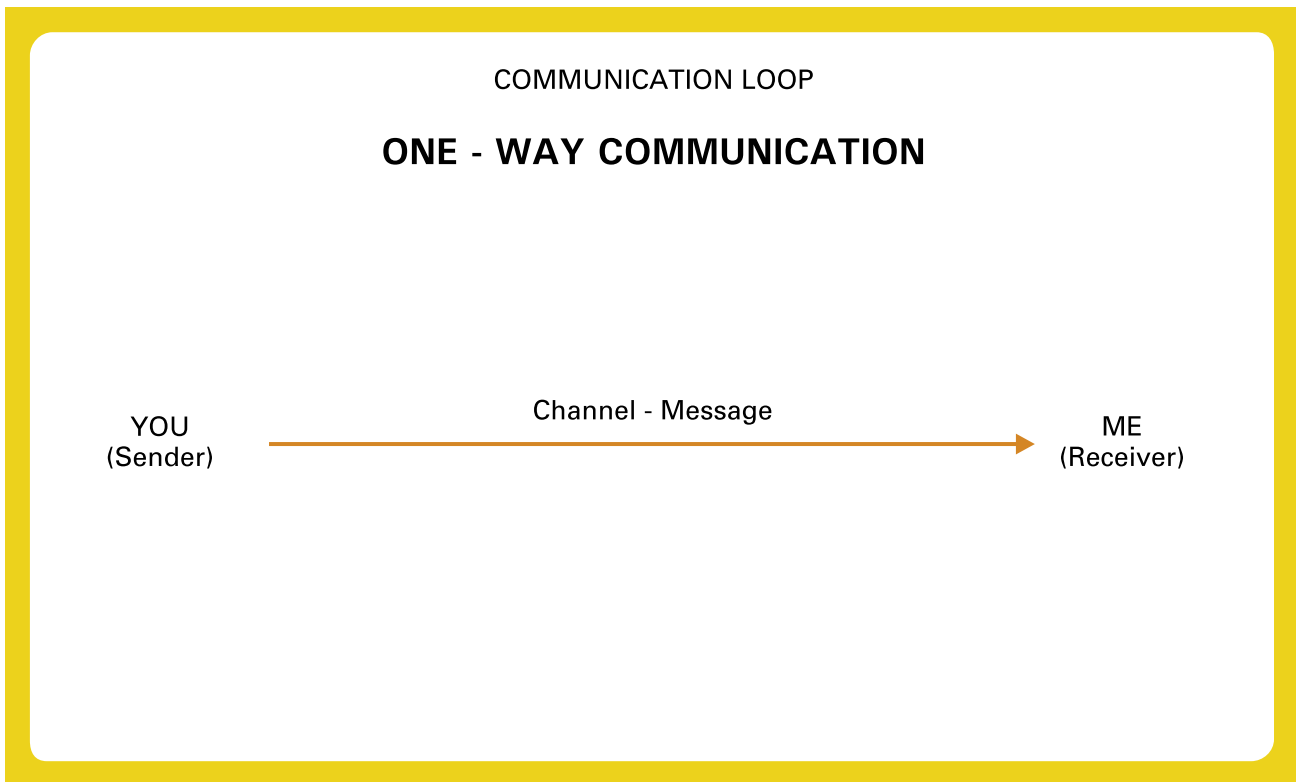 COMMUNICATION LOOP
ONE - WAY COMMUNICATION
Channel - Message
YOU
(Sender)
ME
(Receiver)